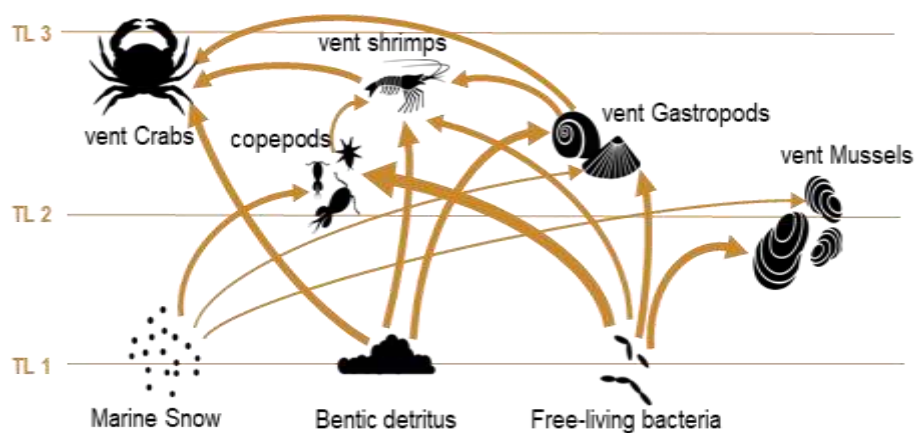 TL 3
vent shrimps
vent Gastropods
vent Crabs
copepods
vent Mussels
TL 2
TL 1
Marine Snow
Bentic detritus
Free-living bacteria